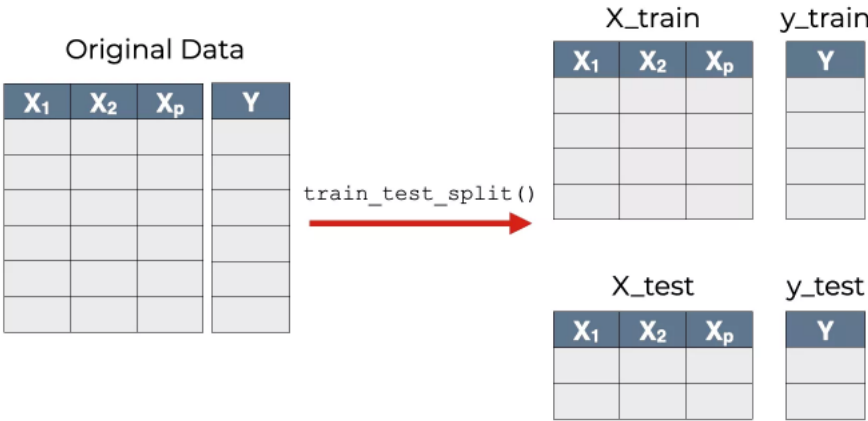 Original Data
X₁ X₂ Xₚ Y
train_test_split()
X_train y_train
X₁ X₂ Xₚ Y
X_test y_test
X₁ X₂ Xₚ Y